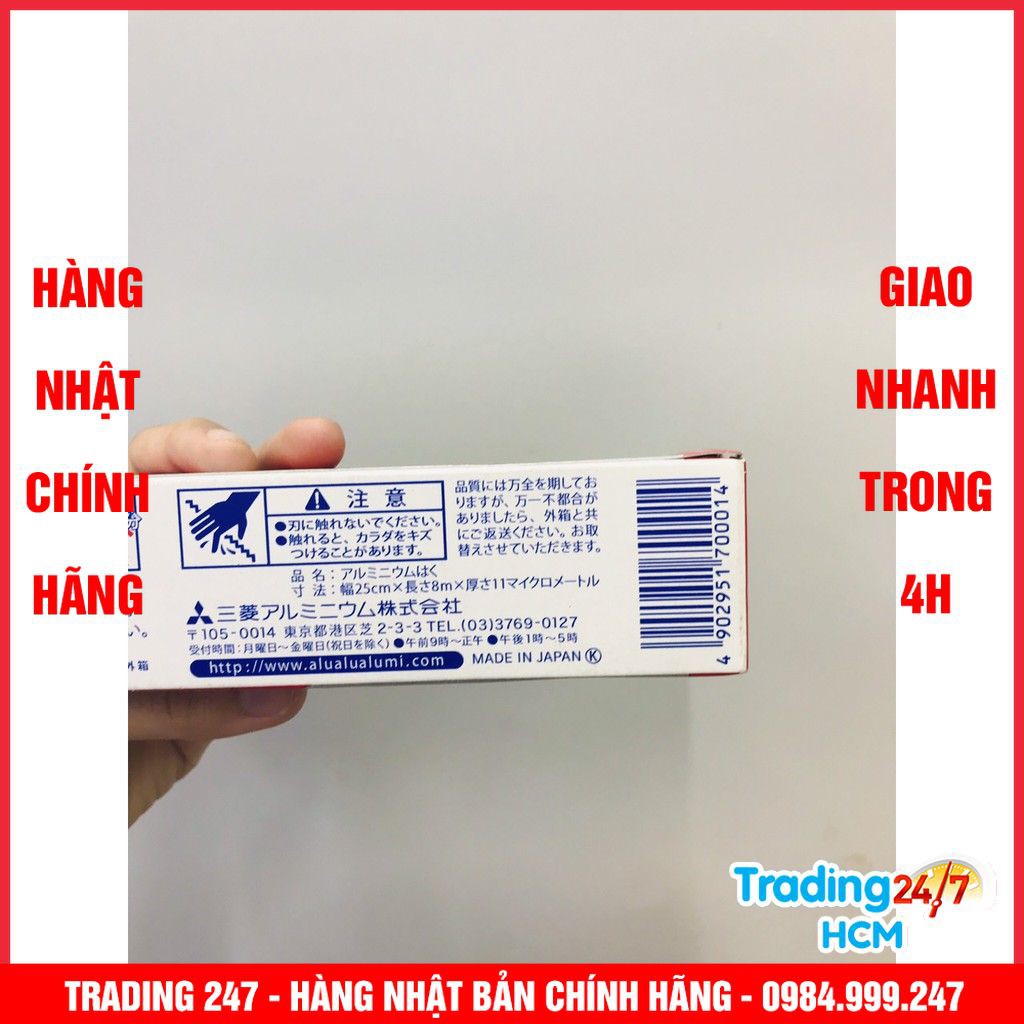 HÀNG
NHẬT
CHÍNH
HÃNG
GIAO
NHANH
TRONG
4H
注意
●刃に触れないでください。
●触れると、カラダをキズ
つけることがあります。
品質には万全を期してお
りますが、万一不都合が
ありましたら、外箱と共
にご返送ください。お取
替えさせていただきます。
品 名：アルミニウムはく
寸 法：幅25cm×長さ8m×厚さ11マイクロメートル
三菱アルミニウム株式会社
〒105-0014 東京都港区芝2-3-3 TEL.(03)3769-0127
受付時間：月曜日〜金曜日(祝日を除く) ●午前9時〜正午 ●午後1時〜5時
http://www.alualualumi.com MADE IN JAPAN Ⓚ
い。
外箱
4 902951 700014
Trading 24/7
HCM
TRADING 247 - HÀNG NHẬT BẢN CHÍNH HÃNG - 0984.999.247